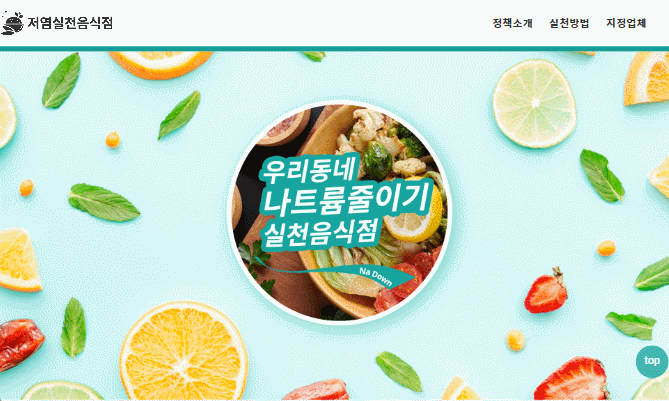 저염실천음식점
정책소개 실천방법 지정업체
우리동네
나트륨줄이기
실천음식점
Na Down
top